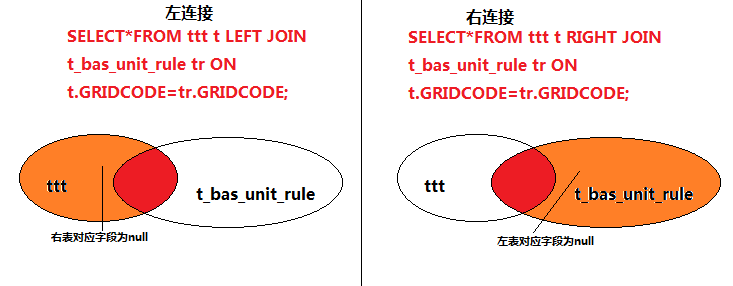 左连接
SELECT*FROM ttt t LEFT JOIN
t_bas_unit_rule tr ON
t.GRIDCODE=tr.GRIDCODE;
ttt
t_bas_unit_rule
右表对应字段为null
右连接
SELECT*FROM ttt t RIGHT JOIN
t_bas_unit_rule tr ON
t.GRIDCODE=tr.GRIDCODE;
ttt
t_bas_unit_rule
左表对应字段为null